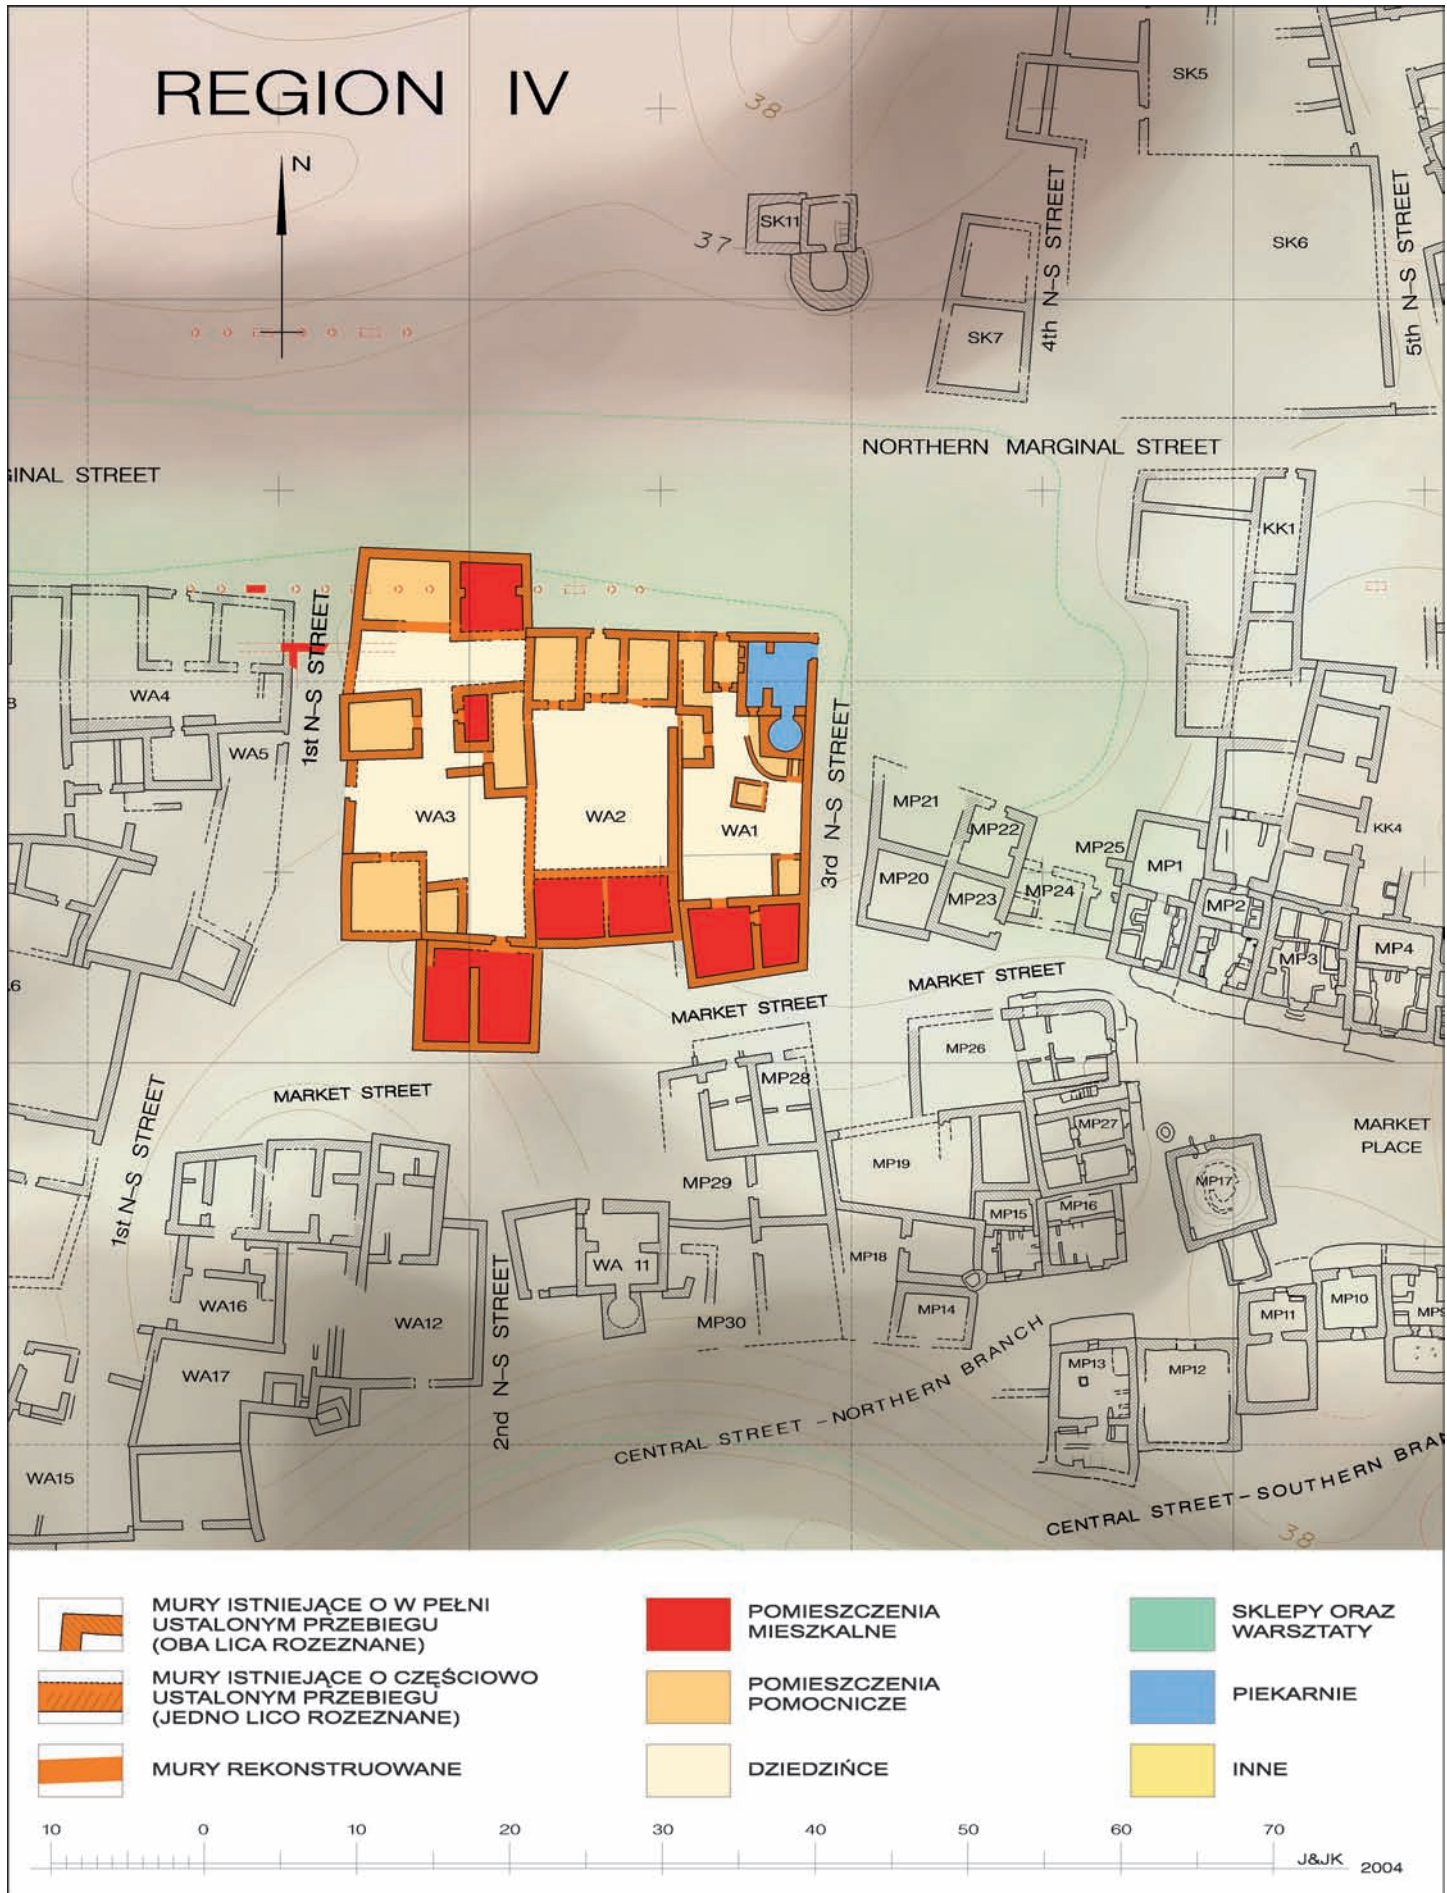 REGION IV
N
38
37
SK5
SK11
SK6
SK7
4th N–S STREET
5th N–S STREET
NORTHERN MARGINAL STREET
GINAL STREET
KK1
1st N–S STREET
WA4
WA5
WA3
WA2
WA1
3rd N–S STREET
MP21
MP22
MP25
MP1
KK4
MP20
MP23
MP24
MP2
MP3
MP4
MARKET STREET
MARKET STREET
MARKET STREET
MP26
MP28
MP27
MARKET
PLACE
1st N–S STREET
MP19
MP29
MP17
MP15
MP16
WA 11
MP18
WA16
WA12
2nd N–S STREET
MP30
MP14
MP11
MP10
MP9
WA17
MP13
MP12
CENTRAL STREET – NORTHERN BRANCH
WA15
CENTRAL STREET – SOUTHERN BRAN
38
MURY ISTNIEJĄCE O W PEŁNI
USTALONYM PRZEBIEGU
(OBA LICA ROZEZNANE)
MURY ISTNIEJĄCE O CZĘŚCIOWO
USTALONYM PRZEBIEGU
(JEDNO LICO ROZEZNANE)
MURY REKONSTRUOWANE
POMIESZCZENIA
MIESZKALNE
POMIESZCZENIA
POMOCNICZE
DZIEDZIŃCE
SKLEPY ORAZ
WARSZTATY
PIEKARNIE
INNE
10 0 10 20 30 40 50 60 70
J&JK 2004